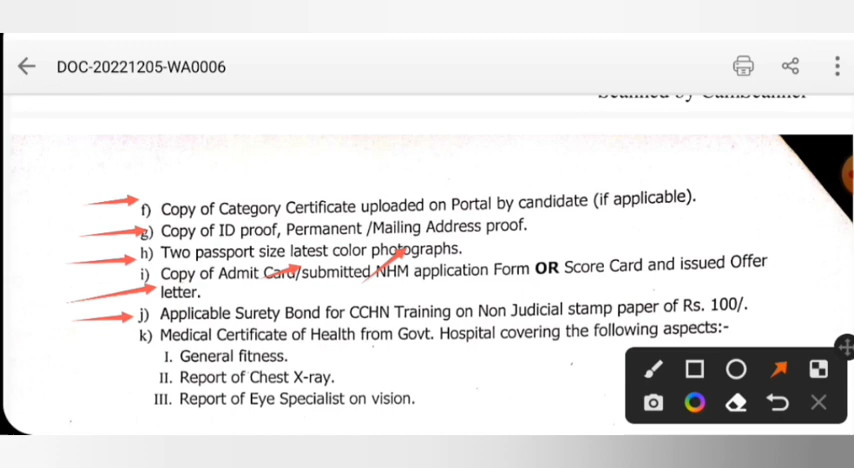 DOC-20221205-WA0006
Scanned by CamScanner
f) Copy of Category Certificate uploaded on Portal by candidate (if applicable).
g) Copy of ID proof, Permanent /Mailing Address proof.
h) Two passport size latest color photographs.
i) Copy of Admit Card/submitted NHM application Form OR Score Card and issued Offer
letter.
j) Applicable Surety Bond for CCHN Training on Non Judicial stamp paper of Rs. 100/.
k) Medical Certificate of Health from Govt. Hospital covering the following aspects:-
I. General fitness.
II. Report of Chest X-ray.
III. Report of Eye Specialist on vision.